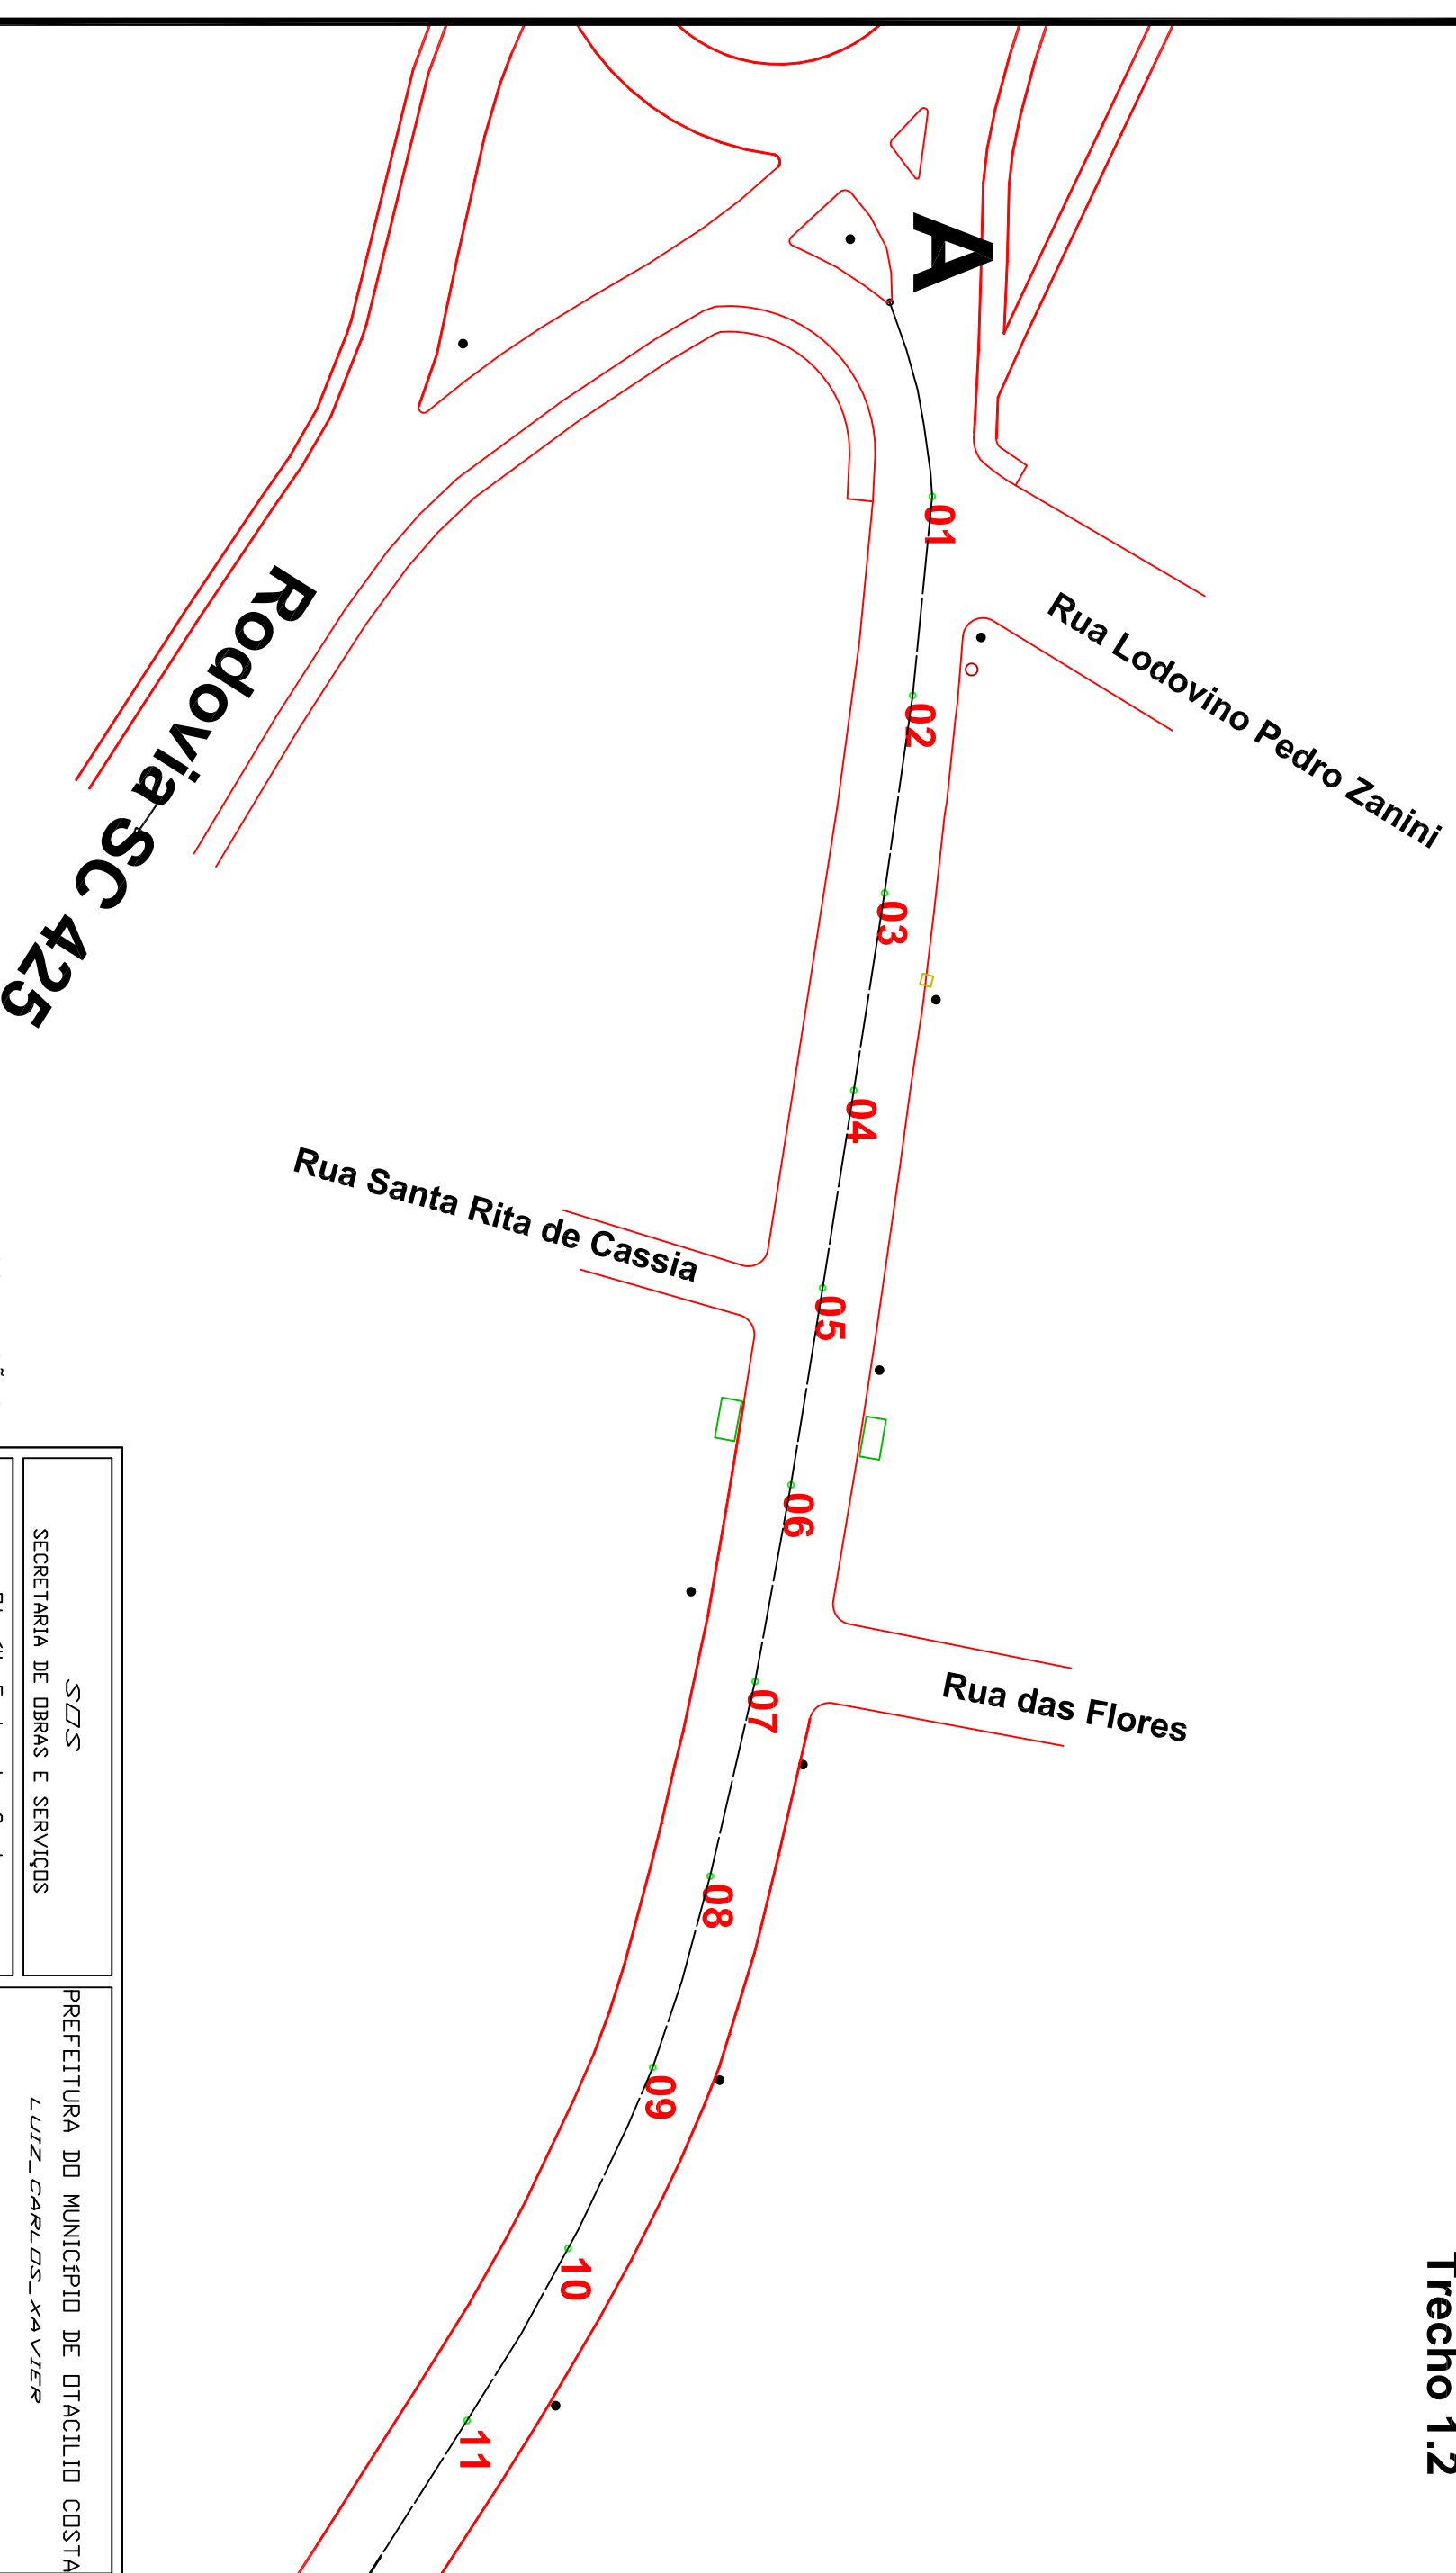 A
01
Rua Lodovino Pedro Zanini
02
Rodovia SC 425
03
04
Rua Santa Rita de Cassia
05
06
Rua das Flores
07
08
09
10
11
Trecho 1.2
SOS
SECRETARIA DE OBRAS E SERVIÇOS
PREFEITURA DO MUNICíPIO DE OTACILIO COSTA
LUIZ_CARLOS_XAVIER